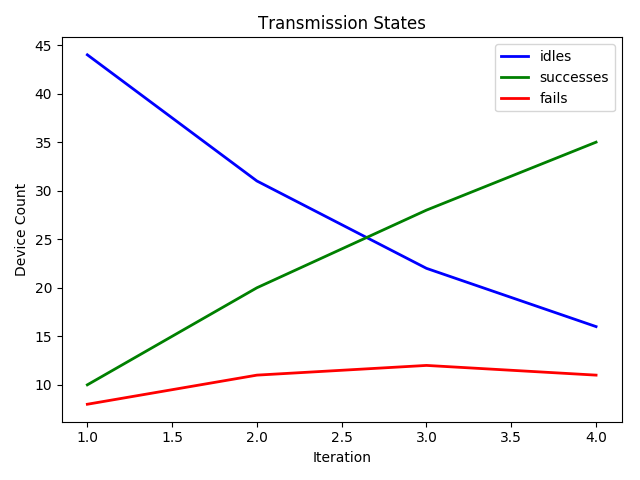 Transmission States
idles
successes
fails
45
40
35
30
25
20
15
10
Device Count
1.0 1.5 2.0 2.5 3.0 3.5 4.0
Iteration